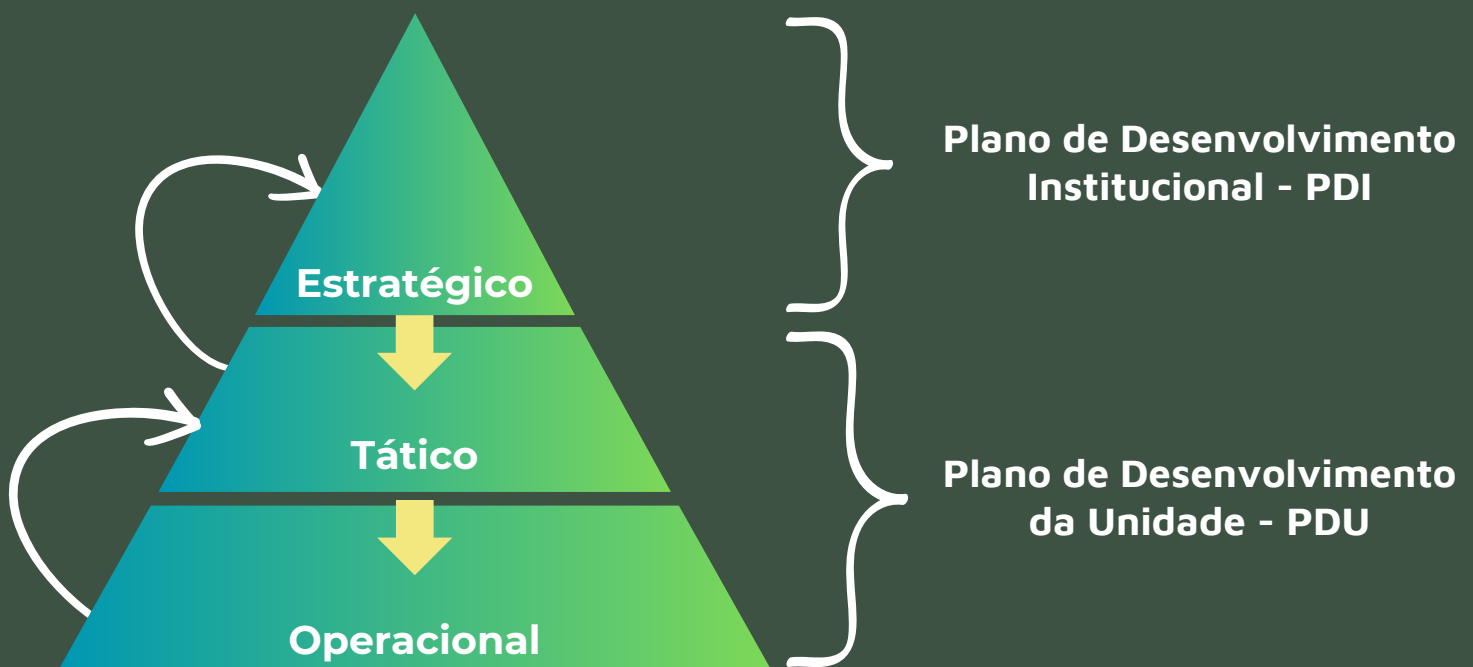 Plano de Desenvolvimento
Institucional - PDI
Estratégico
Tático
Plano de Desenvolvimento
da Unidade - PDU
Operacional